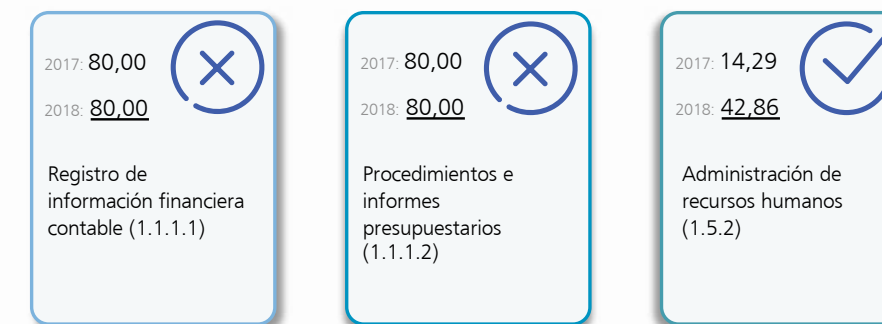 2017: 80,00
2018: 80,00
Registro de
información financiera
contable (1.1.1.1)
2017: 80,00
2018: 80,00
Procedimientos e
informes
presupuestarios
(1.1.1.2)
2017: 14,29
2018: 42,86
Administración de
recursos humanos
(1.5.2)